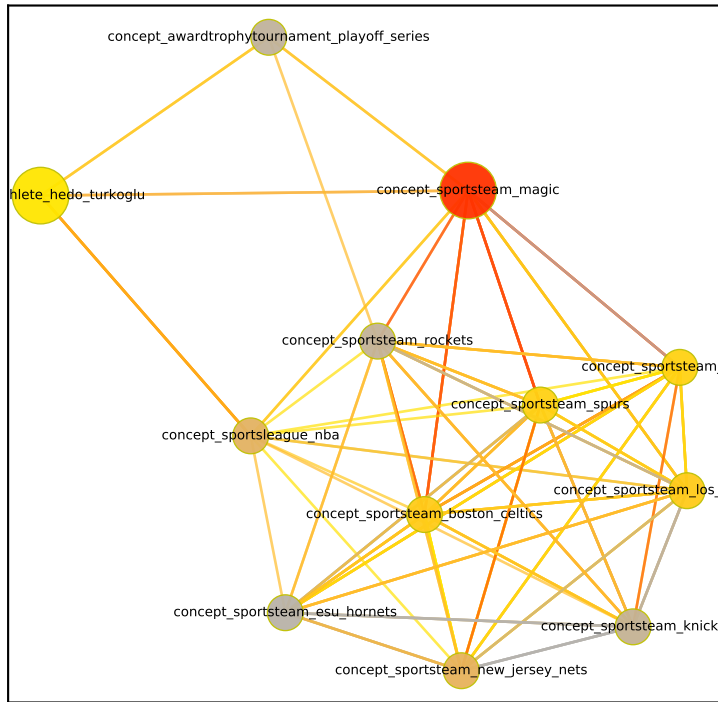 concept_awardtrophytournament_playoff_series
hlete_hedo_turkoglu
concept_sportsteam_magic
concept_sportsteam_rockets
concept_sportsteam_
concept_sportsteam_spurs
concept_sportsleague_nba
concept_sportsteam_los_
concept_sportsteam_boston_celtics
concept_sportsteam_esu_hornets
concept_sportsteam_knick
concept_sportsteam_new_jersey_nets